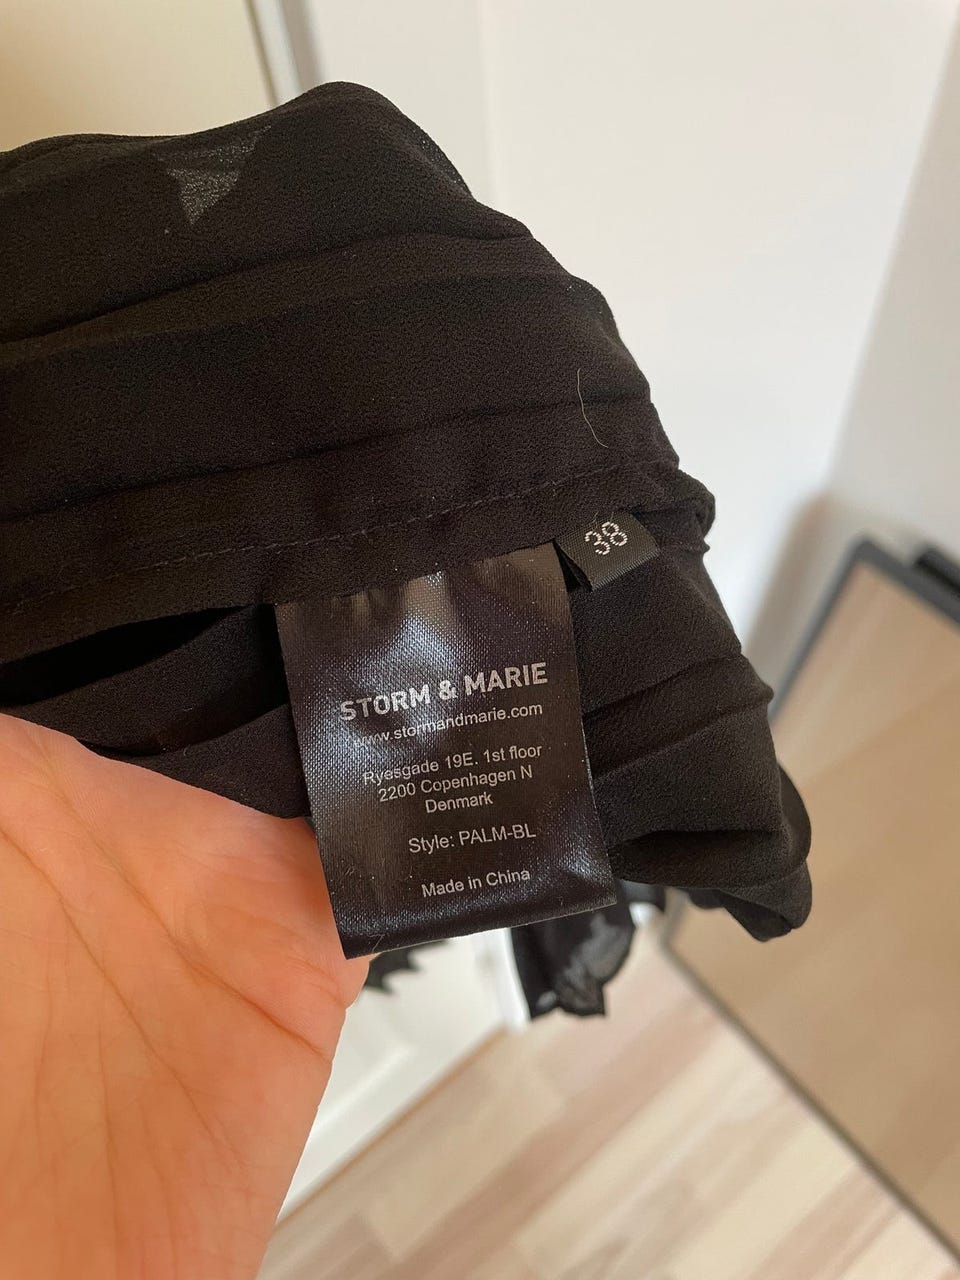 38
STORM & MARIE
www.stormandmarie.com
Ryesgade 19E. 1st floor
2200 Copenhagen N
Denmark
Style: PALM-BL
Made in China